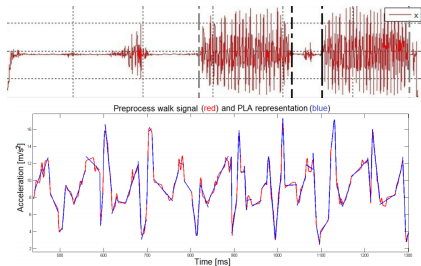 x
Preprocess walk signal (red) and PLA representation (blue)
16
14
12
10
8
6
4
2
Acceleration [m/s²]
500 600 700 800 900 1000 1100 1200 1300
Time [ms]